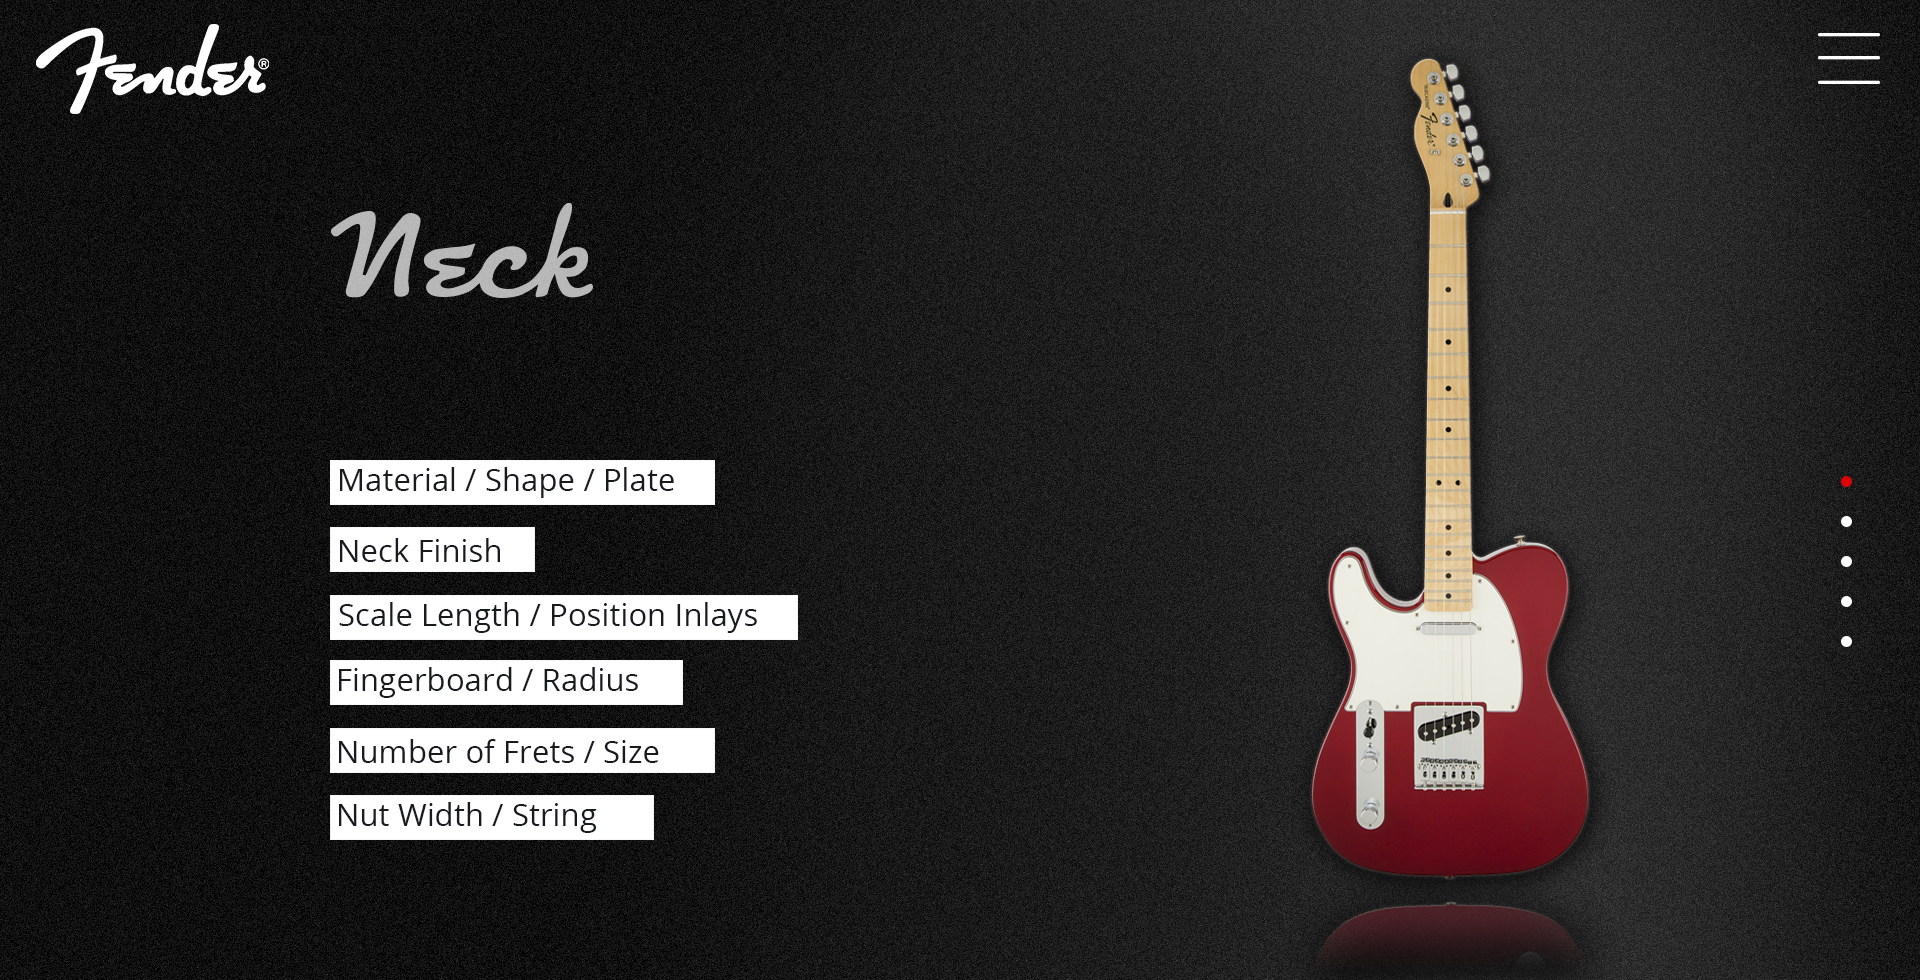 Fender®
Neck
Material / Shape / Plate
Neck Finish
Scale Length / Position Inlays
Fingerboard / Radius
Number of Frets / Size
Nut Width / String
Fender